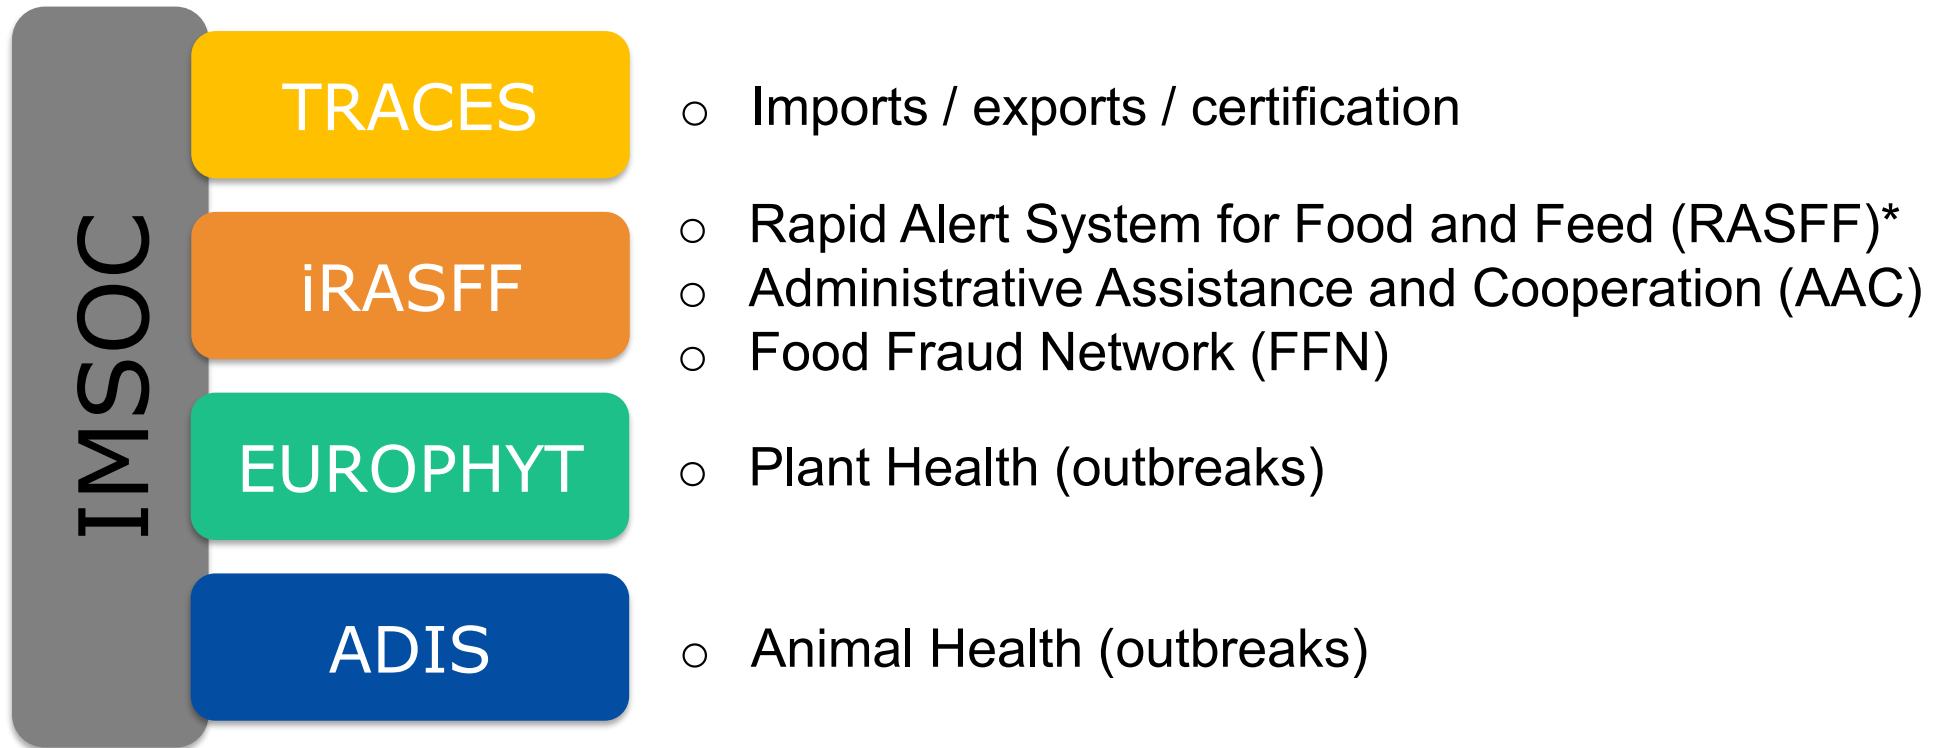 IMSOC
TRACES
○ Imports / exports / certification
iRASFF
○ Rapid Alert System for Food and Feed (RASFF)*
○ Administrative Assistance and Cooperation (AAC)
○ Food Fraud Network (FFN)
EUROPHYT
○ Plant Health (outbreaks)
ADIS
○ Animal Health (outbreaks)